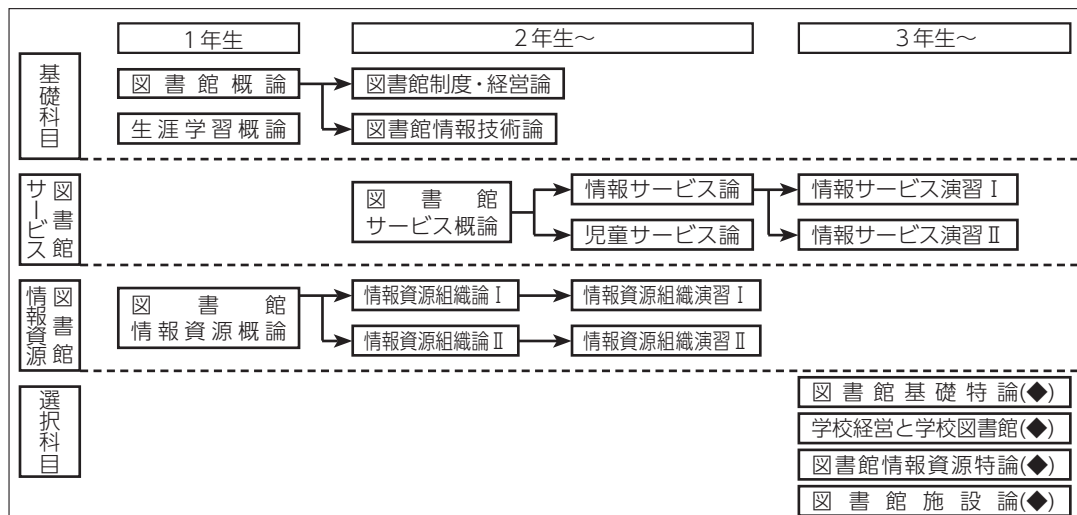 1年生
2年生～
3年生～
基礎科目
図書館概論
図書館制度・経営論
生涯学習概論
図書館情報技術論
図書館
サービス
図書館
サービス概論
情報サービス論
情報サービス演習Ⅰ
児童サービス論
情報サービス演習Ⅱ
図書館
情報資源
図書館
情報資源概論
情報資源組織論Ⅰ
情報資源組織演習Ⅰ
情報資源組織論Ⅱ
情報資源組織演習Ⅱ
選択科目
図書館基礎特論(◆)
学校経営と学校図書館(◆)
図書館情報資源特論(◆)
図書館施設論(◆)